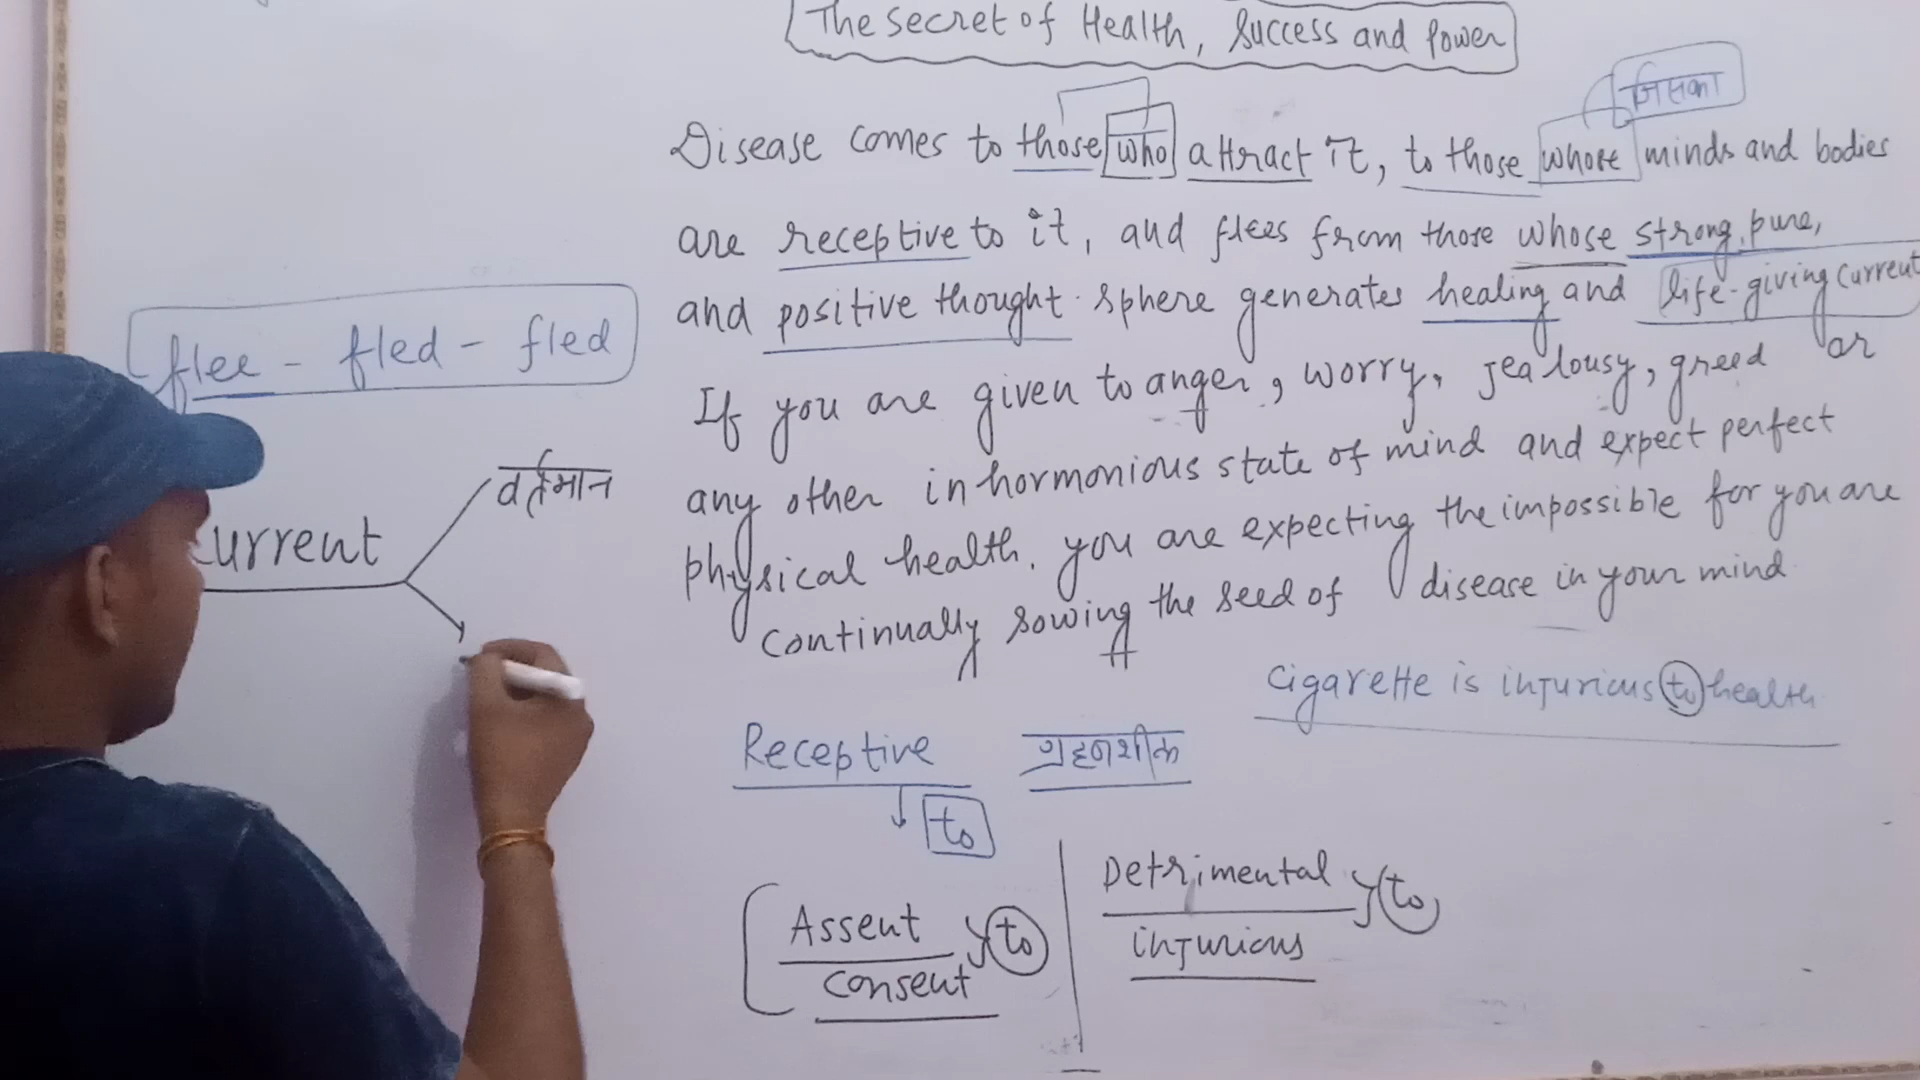 The secret of Health, Success and Power
जिसका
Disease comes to those who attract it, to those whose minds and bodies
are receptive to it, and flees from those whose strong, pure,
and positive thought sphere generates healing and life-giving current
If you are given to anger, worry, jealousy, greed or
any other inhormonious state of mind and expect perfect
physical health, you are expecting the impossible for you are
continually sowing the seed of disease in your mind
flee - fled - fled
urrent
वर्तमान
Cigarette is injurious to health
Receptive ग्रहणशील
to
Assent
consent
to
Detrimental
injurious
to